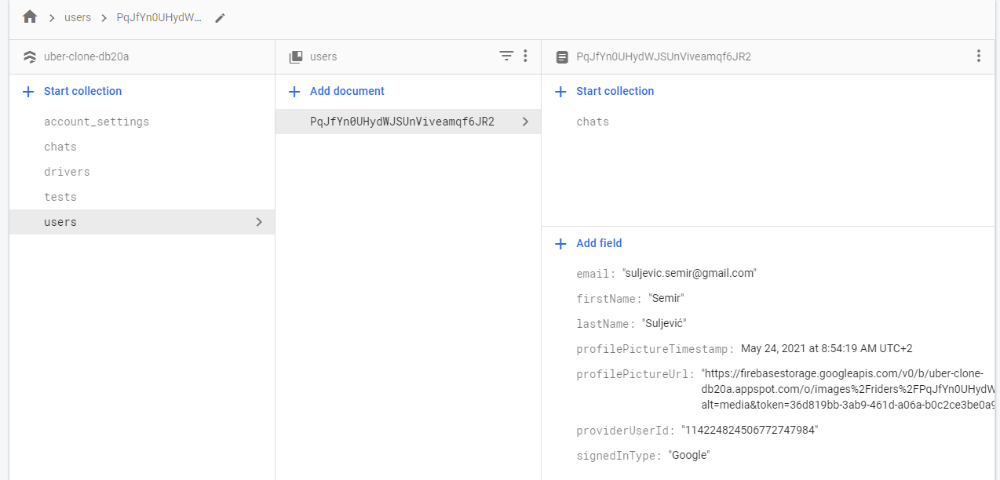 users
PqJfYn0UHydW...
uber-clone-db20a
users
PqJfYn0UHydWJSUnViveamqf6JR2
Start collection
Add document
Start collection
account_settings
chats
drivers
tests
users
PqJfYn0UHydWJSUnViveamqf6JR2
chats
Add field
email: "suljevic.semir@gmail.com"
firstName: "Semir"
lastName: "Suljević"
profilePictureTimestamp: May 24, 2021 at 8:54:19 AM UTC+2
profilePictureUrl: "https://firebasestorage.googleapis.com/v0/b/uber-clone-
db20a.appspot.com/o/images%2Friders%2FPqJfYn0UHydW
alt=media&token=36d819bb-3ab9-461d-a06a-b0c2ce3be0a9
providerUserId: "114224824506772747984"
signedInType: "Google"